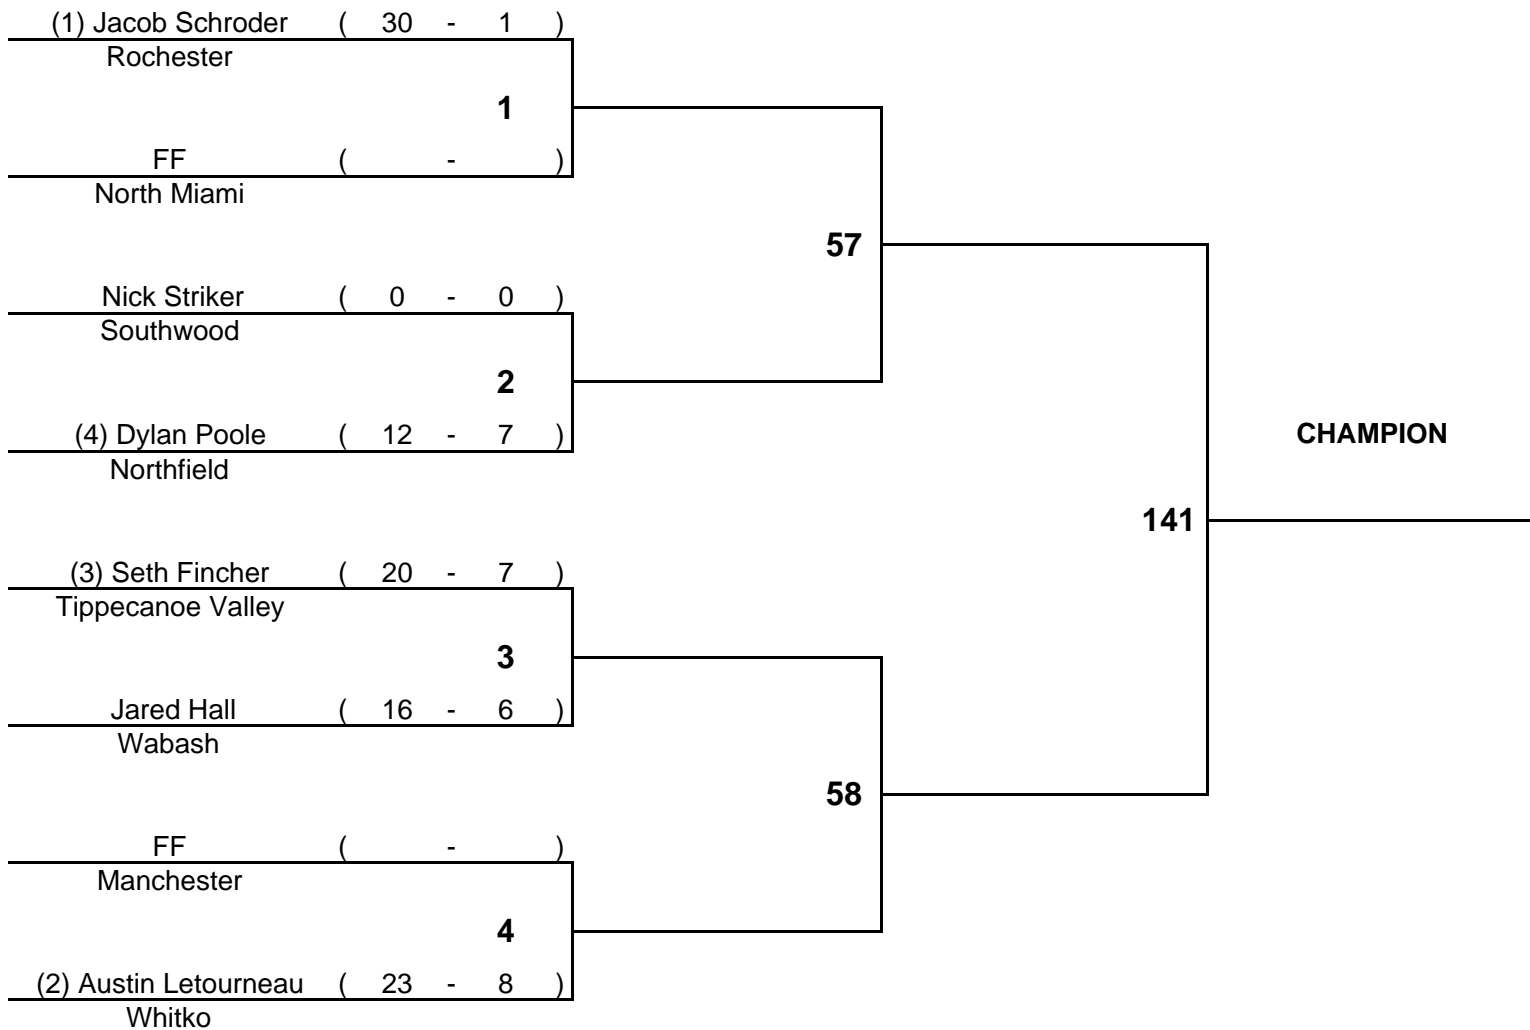 (1) Jacob Schroder ( 30 - 1 )
Rochester
1
FF ( - )
North Miami
57
Nick Striker ( 0 - 0 )
Southwood
2
(4) Dylan Poole ( 12 - 7 )
Northfield
CHAMPION
141
(3) Seth Fincher ( 20 - 7 )
Tippecanoe Valley
3
Jared Hall ( 16 - 6 )
Wabash
58
FF ( - )
Manchester
4
(2) Austin Letourneau ( 23 - 8 )
Whitko